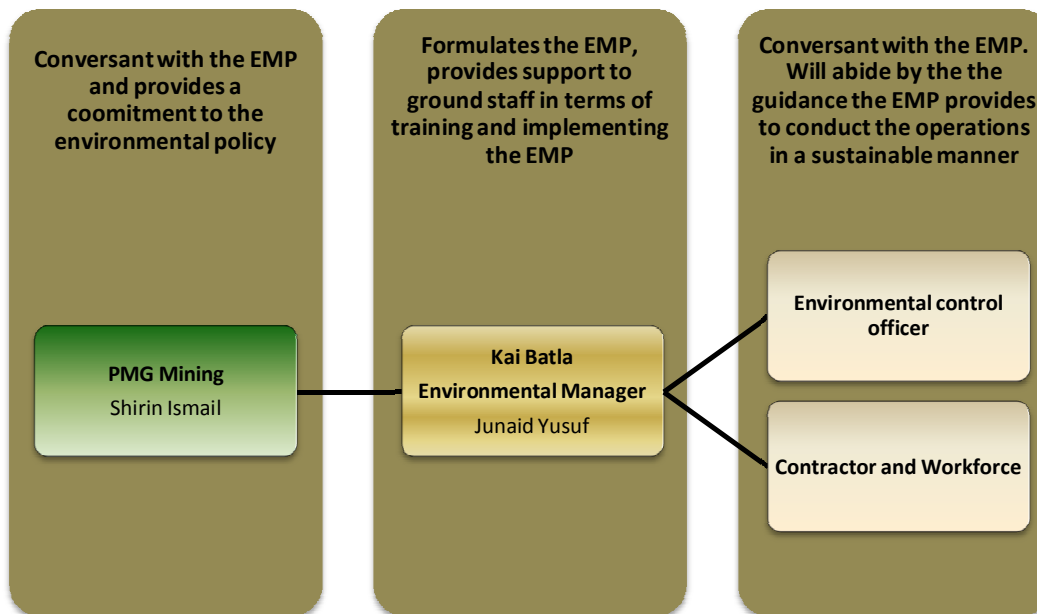 Conversant with the EMP
and provides a
coomitment to the
environmental policy
PMG Mining
Shirin Ismail
Formulates the EMP,
provides support to
ground staff in terms of
training and implementing
the EMP
Kai Batla
Environmental Manager
Junaid Yusuf
Conversant with the EMP.
Will abide by the the
guidance the EMP provides
to conduct the operations
in a sustainable manner
Environmental control
officer
Contractor and Workforce